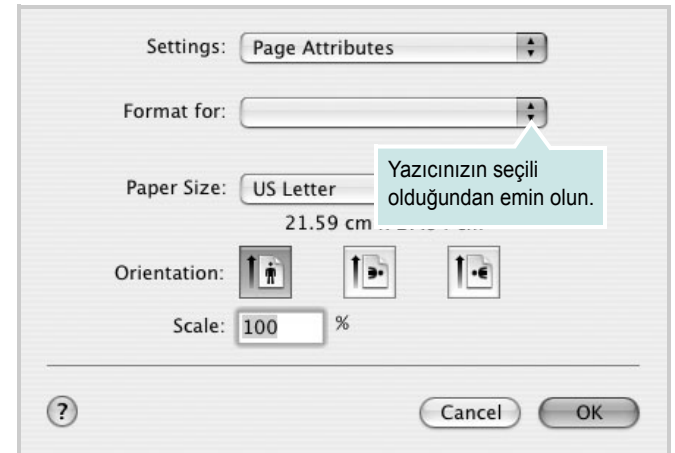 Settings: Page Attributes
Format for:
Yazıcınızın seçili
olduğundan emin olun.
Paper Size: US Letter
21.59 cm
Orientation:
Scale: 100 %
? Cancel OK